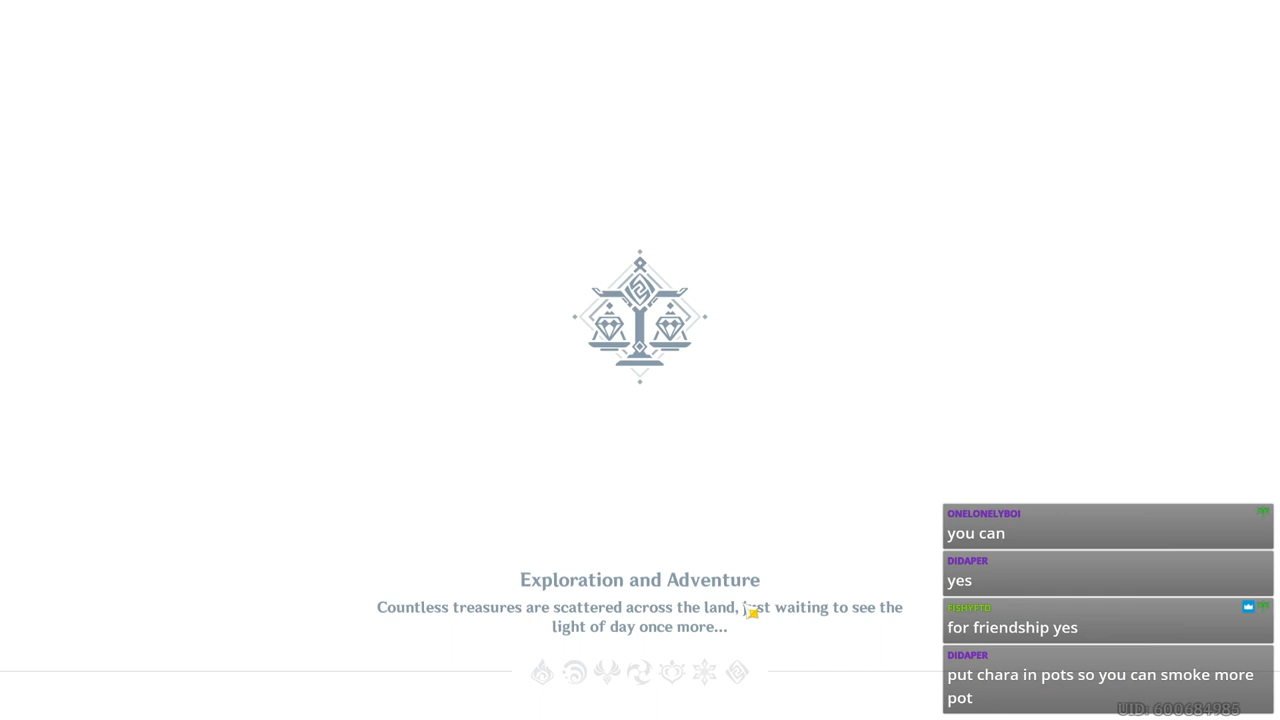 Exploration and Adventure
Countless treasures are scattered across the land, just waiting to see the
light of day once more...
ONELONELYBOI
you can
DIDAPER
yes
FISHYFTD
for friendship yes
DIDAPER
put chara in pots so you can smoke more
pot
UID: 600684985